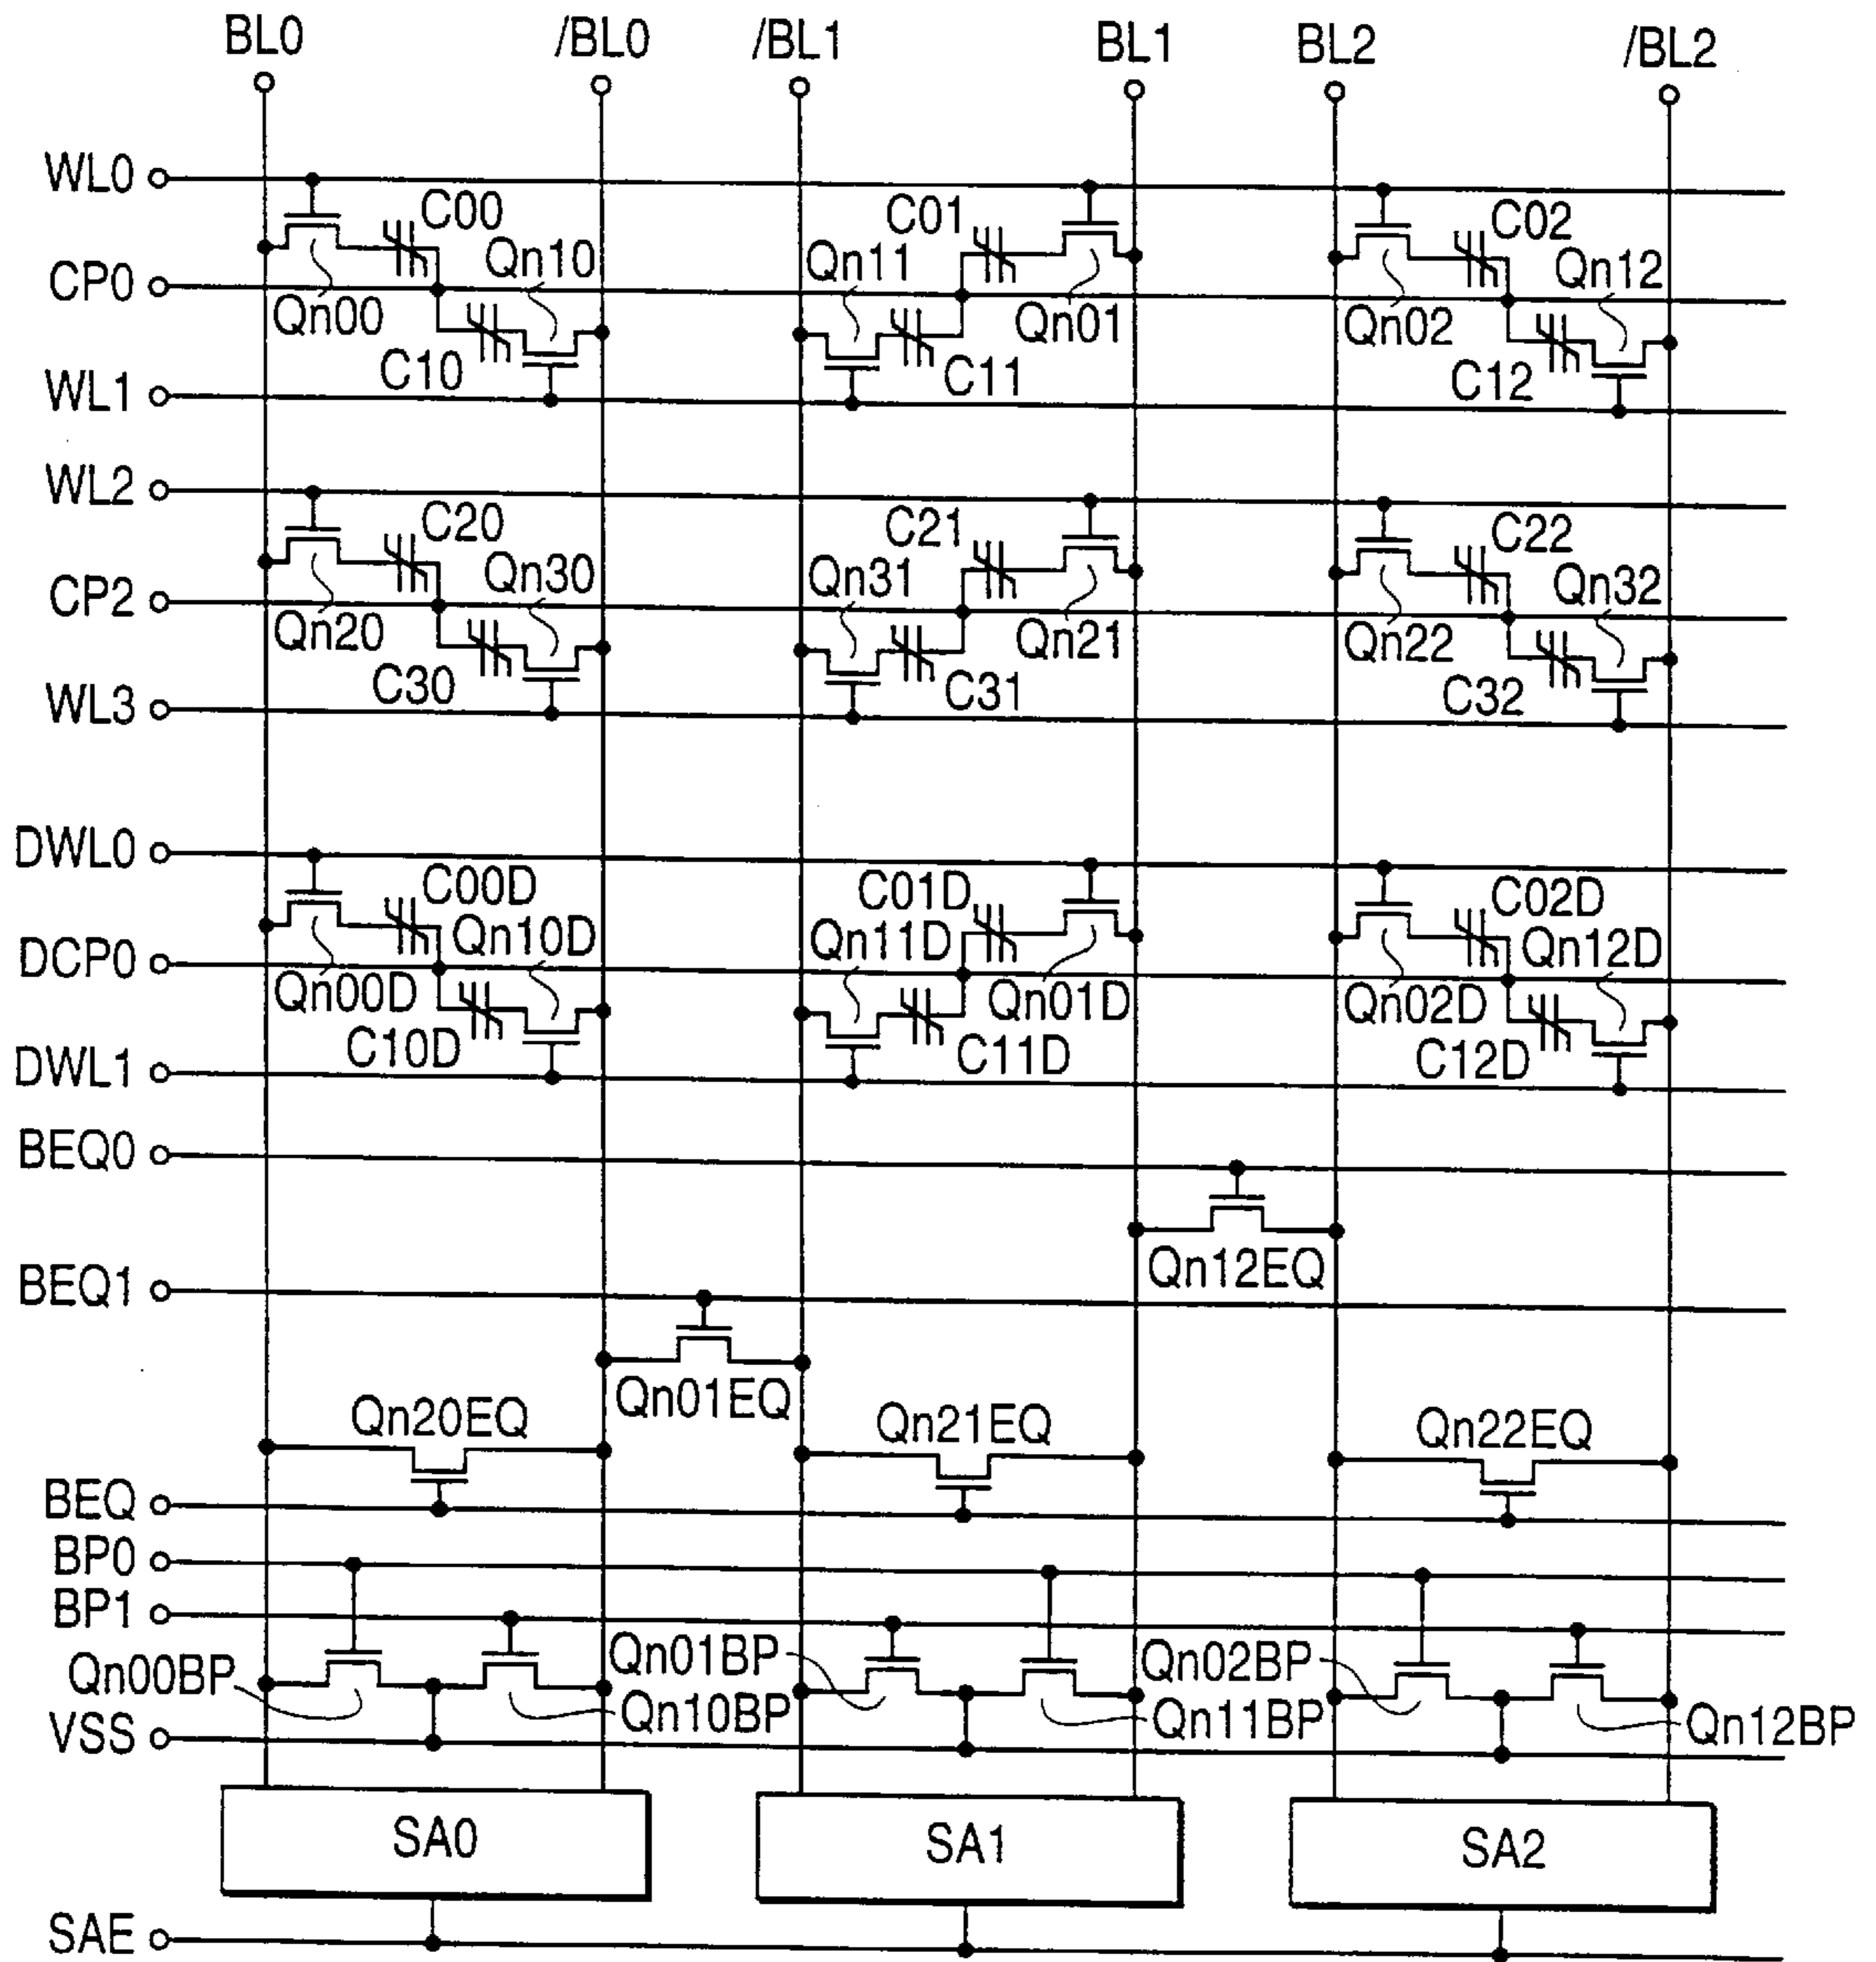 BL0 /BL0 /BL1 BL1 BL2 /BL2
WL0
C00 C01 C02
Qn10 Qn11 Qn12
CP0
Qn00 Qn01 Qn02
C10 C11 C12
WL1
WL2
C20 C21 C22
Qn30 Qn31 Qn32
CP2
Qn20 Qn21 Qn22
C30 C31 C32
WL3
DWL0
C00D C01D C02D
Qn10D Qn11D Qn12D
DCP0
Qn00D Qn01D Qn02D
C10D C11D C12D
DWL1
BEQ0
Qn12EQ
BEQ1
Qn01EQ
Qn20EQ Qn21EQ Qn22EQ
BEQ
BP0
BP1
Qn00BP Qn01BP Qn02BP
Qn10BP Qn11BP Qn12BP
VSS
SA0 SA1 SA2
SAE